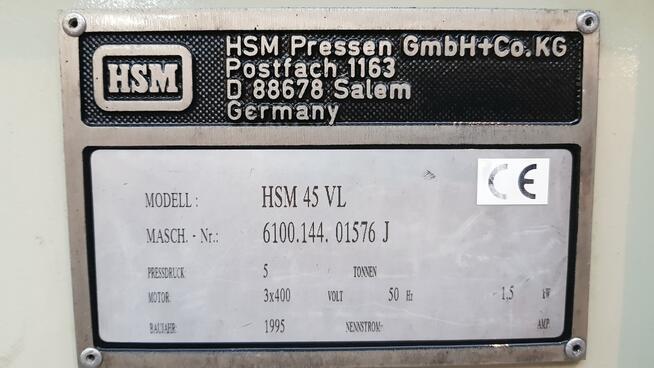 HSM
HSM Pressen GmbH+Co.KG
Postfach 1163
D 88678 Salem
Germany
CE
MODELL : HSM 45 VL
MASCH. - Nr.: 6100.144. 01576 J
PRESSDRUCK 5 TONNEN
MOTOR: 3x400 VOLT 50 Hz 1,5 kW
BAUJAHR: 1995 NENNSTROM: AMP